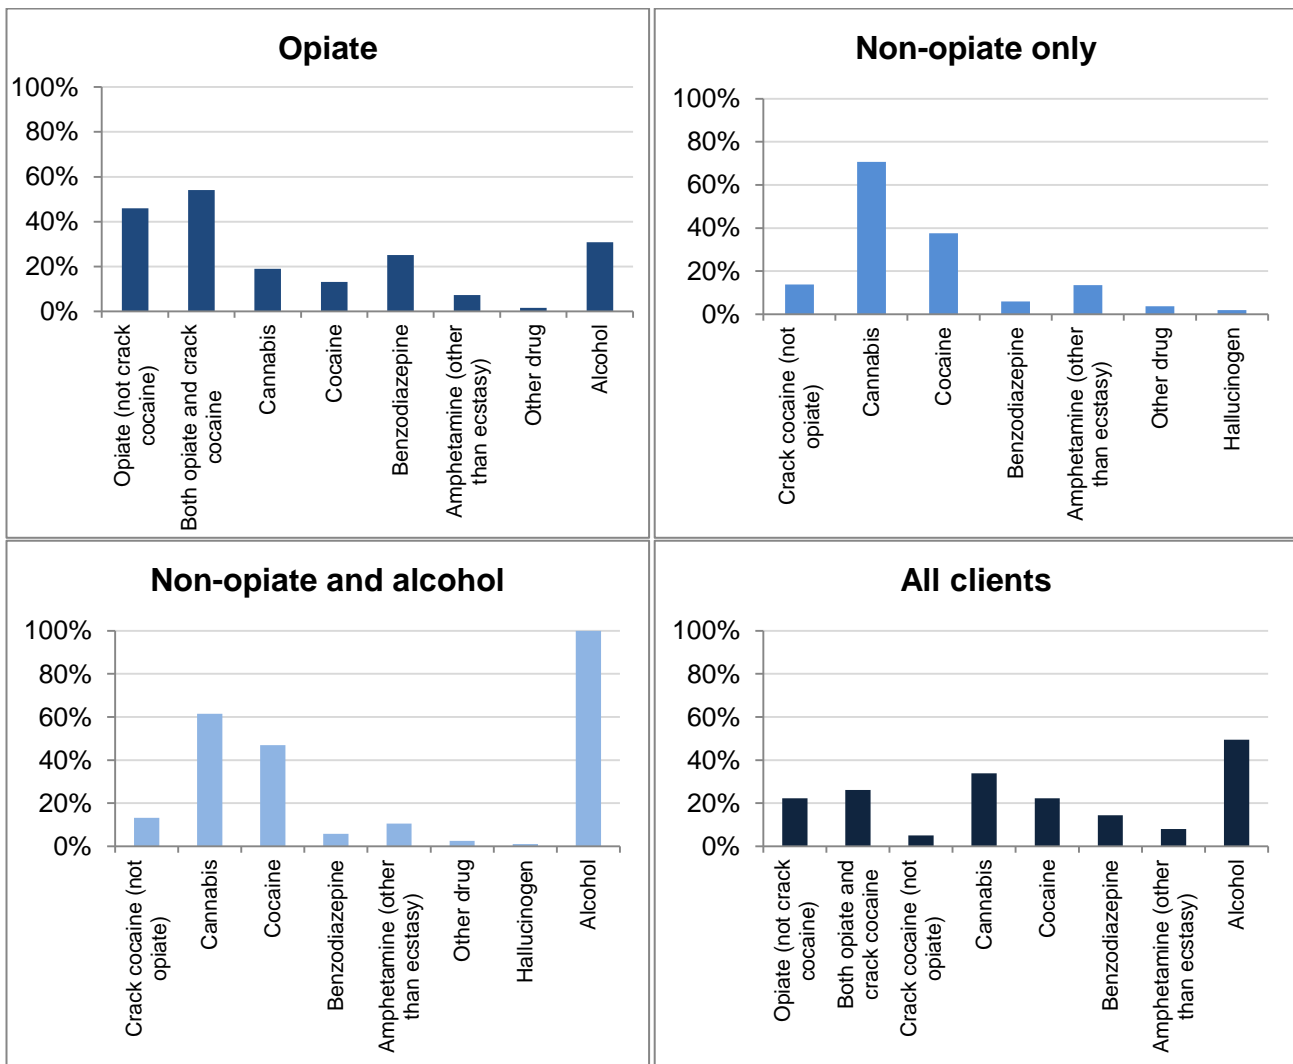 Opiate
100%
80%
60%
40%
20%
0%
Opiate (not crack
cocaine)
Both opiate and crack
cocaine
Cannabis
Cocaine
Benzodiazepine
Amphetamine (other
than ecstasy)
Other drug
Alcohol
Non-opiate only
100%
80%
60%
40%
20%
0%
Crack cocaine (not
opiate)
Cannabis
Cocaine
Benzodiazepine
Amphetamine (other
than ecstasy)
Other drug
Hallucinogen
Non-opiate and alcohol
100%
80%
60%
40%
20%
0%
Crack cocaine (not
opiate)
Cannabis
Cocaine
Benzodiazepine
Amphetamine (other
than ecstasy)
Other drug
Hallucinogen
Alcohol
All clients
100%
80%
60%
40%
20%
0%
Opiate (not crack
cocaine)
Both opiate and
crack cocaine
Crack cocaine (not
opiate)
Cannabis
Cocaine
Benzodiazepine
Amphetamine (other
than ecstasy)
Alcohol